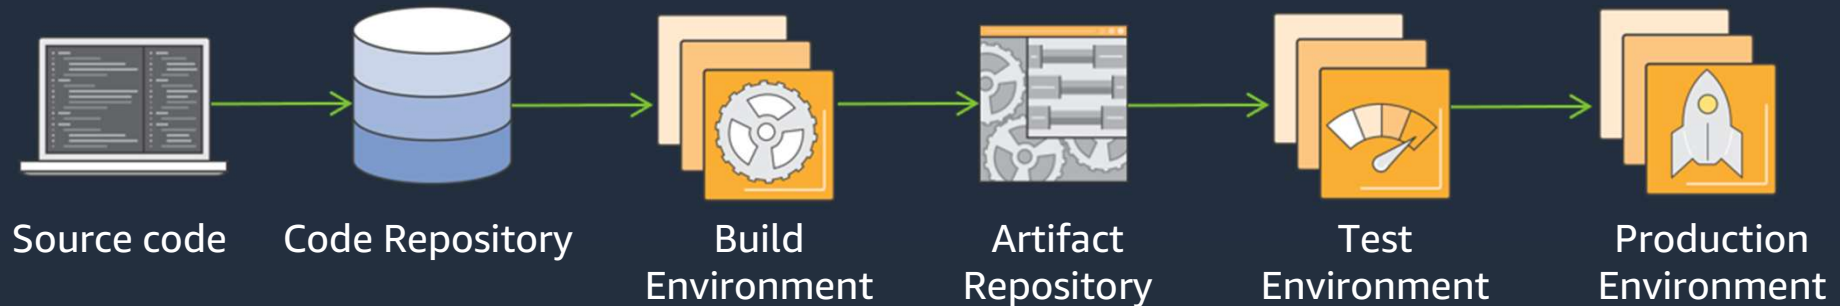 Source code
Code Repository
Build
Environment
Artifact
Repository
Test
Environment
Production
Environment